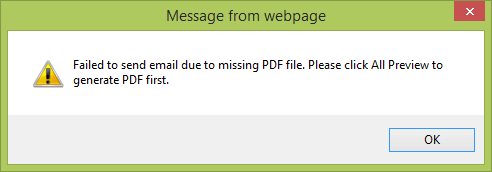 Message from webpage
Failed to send email due to missing PDF file. Please click All Preview to
generate PDF first.
OK